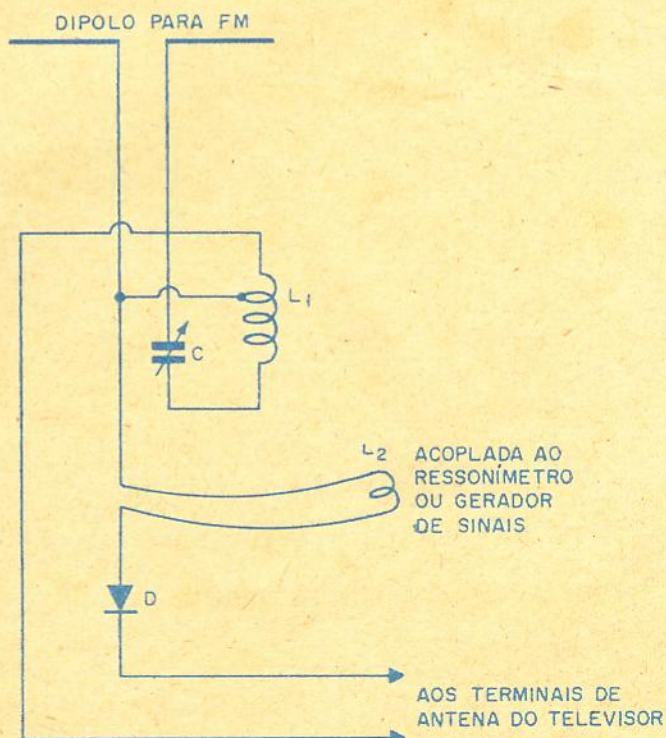 DIPOLO PARA FM
L1
C
L2 ACOPLADA AO
RESSONÍMETRO
OU GERADOR
DE SINAIS
D
AOS TERMINAIS DE
ANTENA DO TELEVISOR